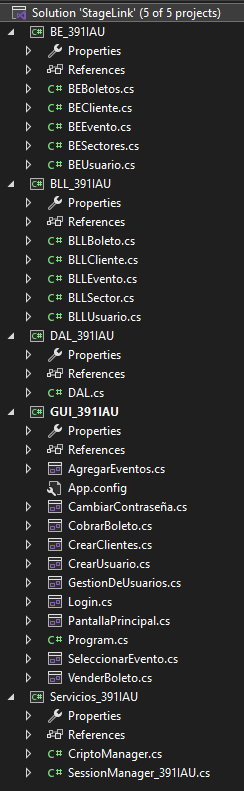 Solution 'StageLink' (5 of 5 projects)
C# BE_391IAU
Properties
References
C# BEBoletos.cs
C# BECliente.cs
C# BEEvento.cs
C# BESectores.cs
C# BEUsuario.cs
C# BLL_391IAU
Properties
References
C# BLLBoleto.cs
C# BLLCliente.cs
C# BLLEvento.cs
C# BLLSector.cs
C# BLLUsuario.cs
C# DAL_391IAU
Properties
References
C# DAL.cs
C# GUI_391IAU
Properties
References
AgregarEventos.cs
App.config
CambiarContraseña.cs
CobrarBoleto.cs
CrearClientes.cs
CrearUsuario.cs
GestionDeUsuarios.cs
Login.cs
PantallaPrincipal.cs
C# Program.cs
SeleccionarEvento.cs
VenderBoleto.cs
C# Servicios_391IAU
Properties
References
C# CriptoManager.cs
C# SessionManager_391IAU.cs